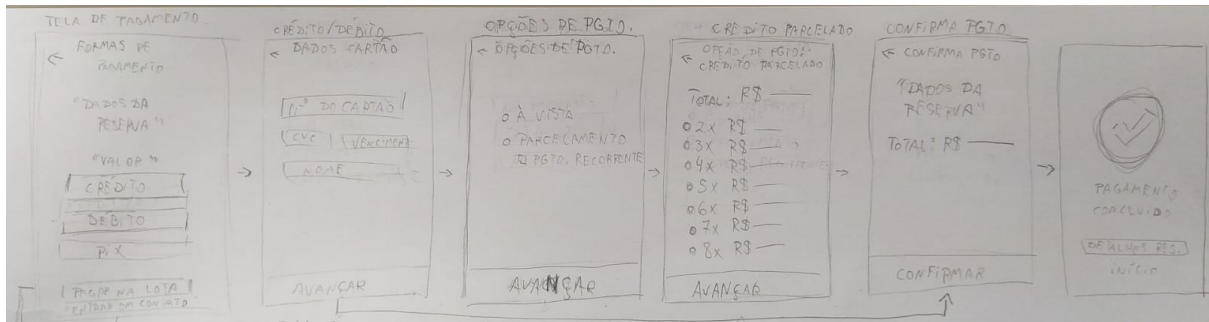 TELA DE PAGAMENTO
FORMAS DE
PAGAMENTO
"DADOS DA
RESERVA"
"VALOR"
CRÉDITO
DÉBITO
PIX
PAGAR NA LOJA
CRÉDITO/DÉBITO
DADOS CARTÃO
Nº DO CARTÃO
CVC
NOME
AVANÇAR
OPÇÕES DE PGTO.
OPÇÕES DE PGTO.
À VISTA
PARCELAMENTO
PGTO. RECORRENTE
AVANÇAR
CRÉDITO PARCELADO
OPÇÃO DE PGTO:
CRÉDITO PARCELADO
TOTAL: R$
2x R$
3x R$
4x R$
5x R$
6x R$
7x R$
8x R$
AVANÇAR
CONFIRMA PGTO.
CONFIRMA PGTO
"DADOS DA
RESERVA"
TOTAL: R$
CONFIRMAR
PAGAMENTO
CONCLUÍDO
DETALHES RES.
INÍCIO